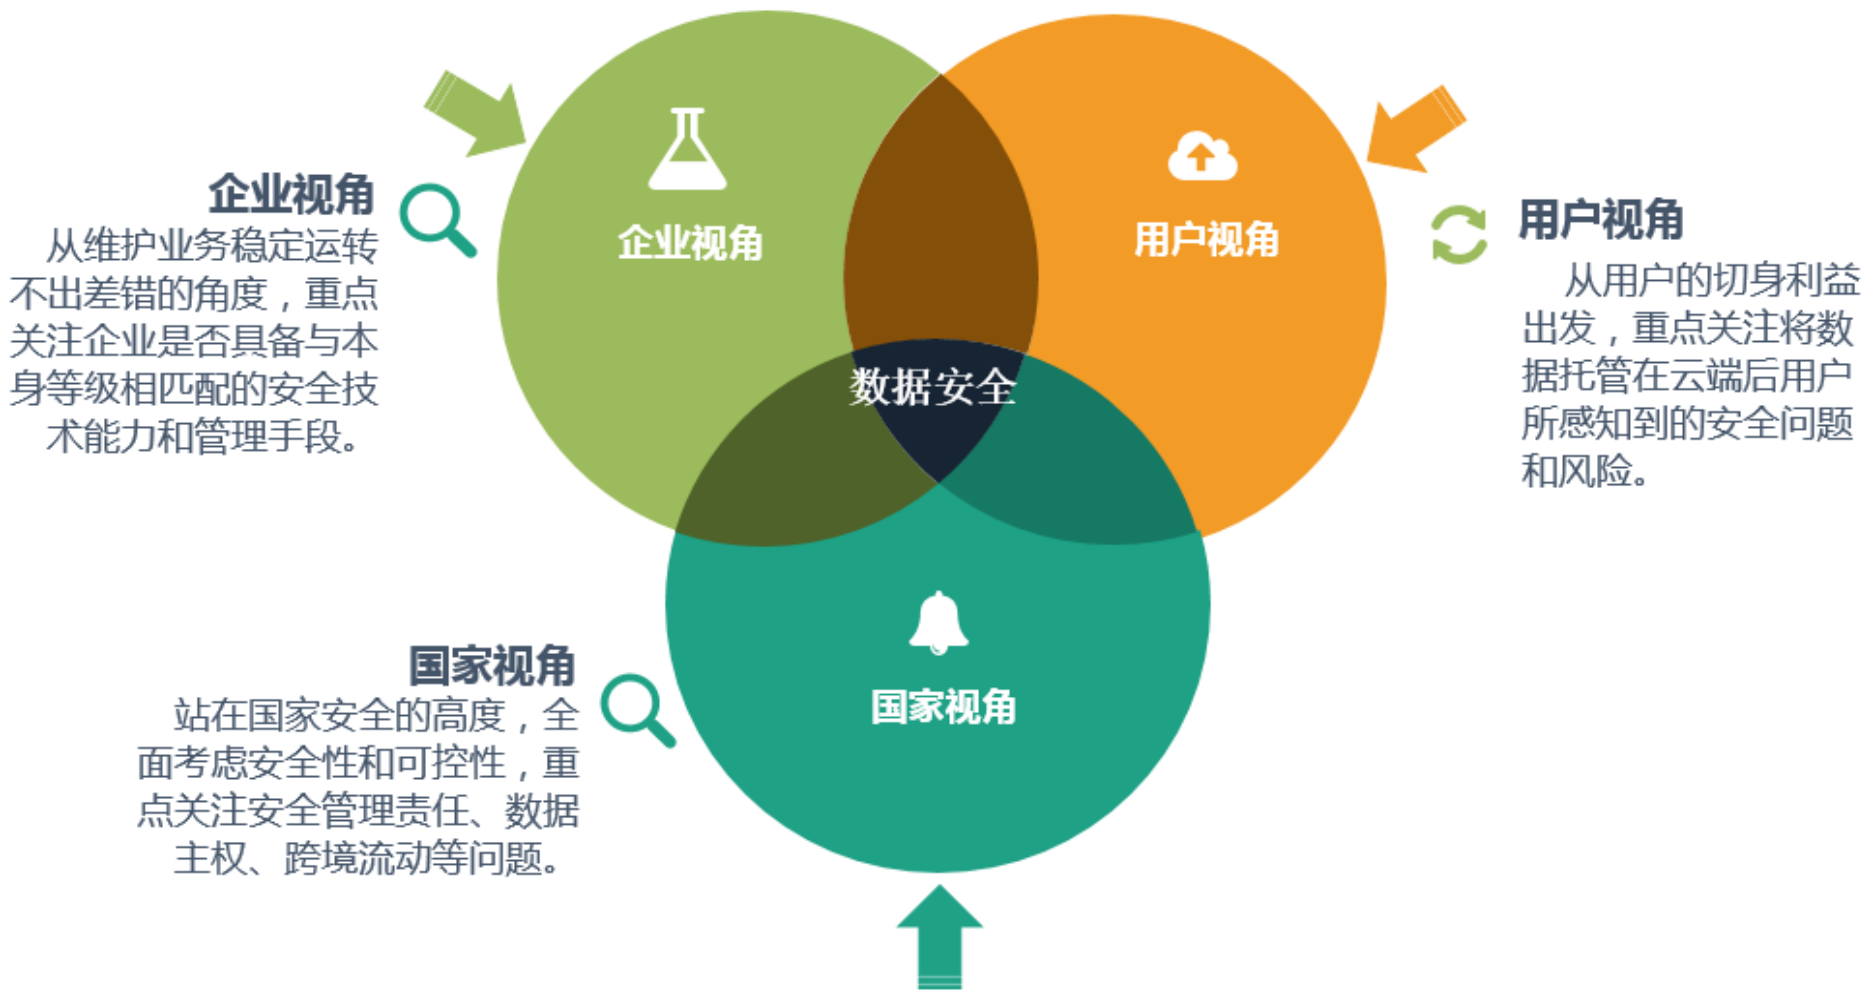 企业视角
从维护业务稳定运转
不出差错的角度，重点
关注企业是否具备与本
身等级相匹配的安全技
术能力和管理手段。
企业视角
用户视角
数据安全
国家视角
用户视角
从用户的切身利益
出发，重点关注将数
据托管在云端后用户
所感知到的安全问题
和风险。
国家视角
站在国家安全的高度，全
面考虑安全性和可控性，重
点关注安全管理责任、数据
主权、跨境流动等问题。